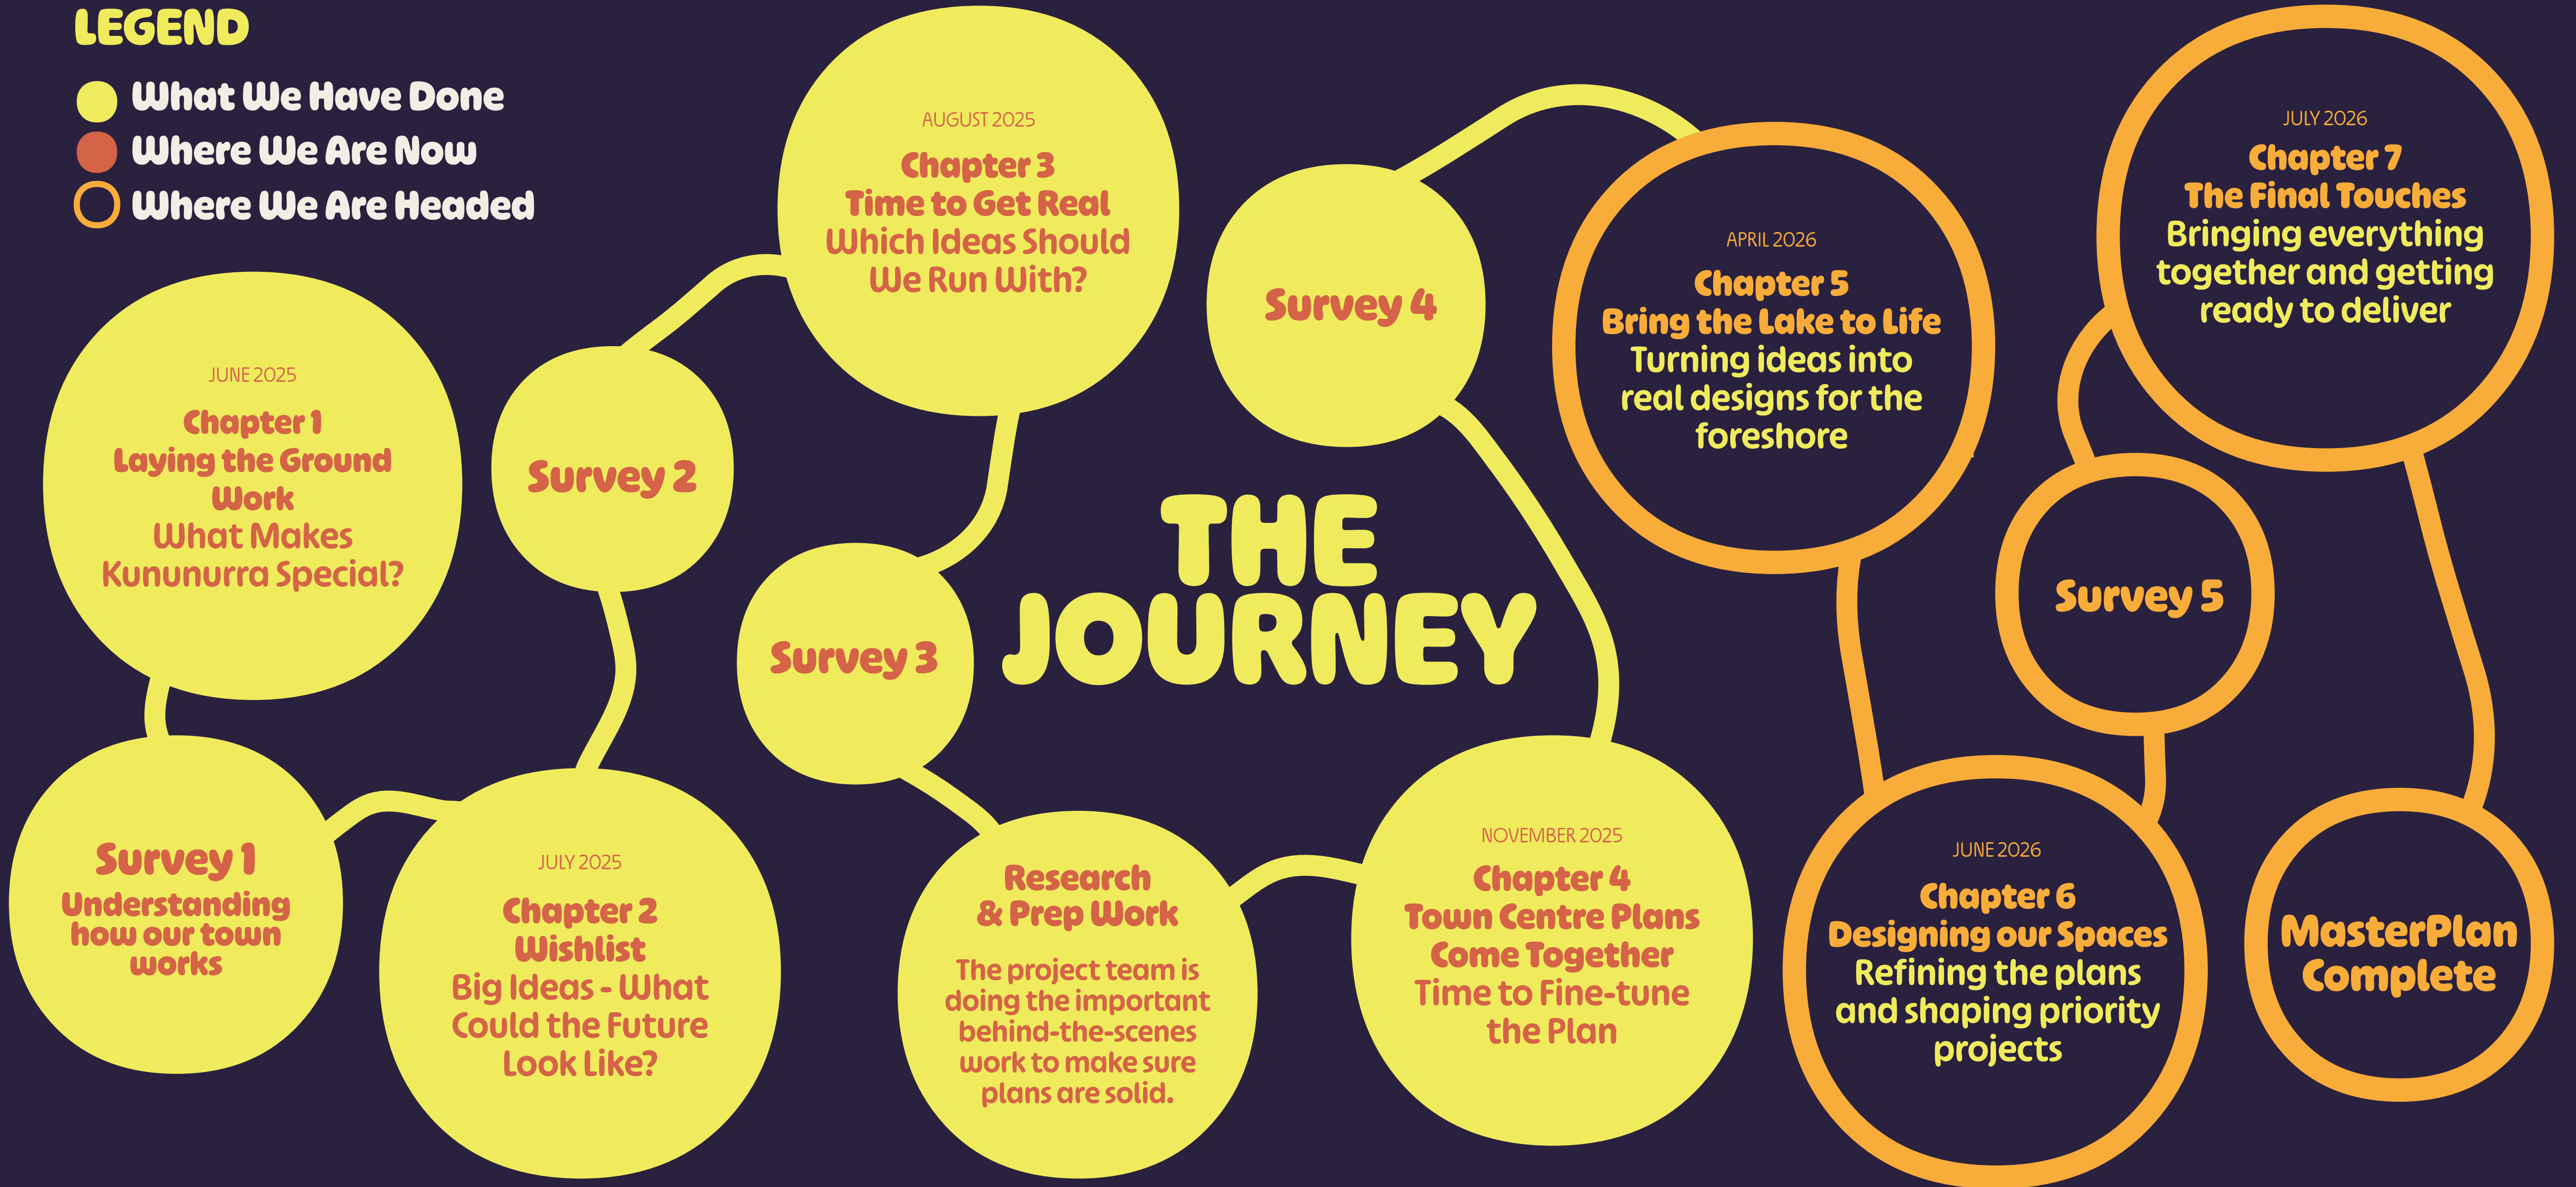 LEGEND
What We Have Done
Where We Are Now
Where We Are Headed
JUNE 2025
Chapter 1
Laying the Ground
Work
What Makes
Kununurra Special?
Survey 1
Understanding
how our town
works
JULY 2025
Chapter 2
Wishlist
Big Ideas - What
Could the Future
Look Like?
Survey 2
AUGUST 2025
Chapter 3
Time to Get Real
Which Ideas Should
We Run With?
Survey 3
Research
& Prep Work
The project team is
doing the important
behind-the-scenes
work to make sure
plans are solid.
THE
JOURNEY
NOVEMBER 2025
Chapter 4
Town Centre Plans
Come Together
Time to Fine-tune
the Plan
Survey 4
APRIL 2026
Chapter 5
Bring the Lake to Life
Turning ideas into
real designs for the
foreshore
JUNE 2026
Chapter 6
Designing our Spaces
Refining the plans
and shaping priority
projects
Survey 5
JULY 2026
Chapter 7
The Final Touches
Bringing everything
together and getting
ready to deliver
MasterPlan
Complete